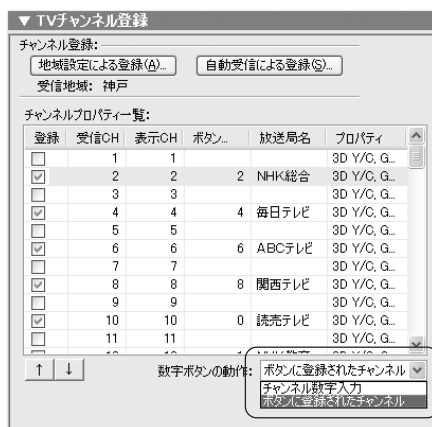 ▼ TVチャンネル登録
チャンネル登録:
地域設定による登録(A)... 自動受信による登録(S)...
受信地域: 神戸
チャンネルプロパティ一覧:
登録 受信CH 表示CH ボタン... 放送局名 プロパティ
1 1 3D Y/C, G...
2 2 2 NHK総合 3D Y/C, G...
3 3 3D Y/C, G...
4 4 4 毎日テレビ 3D Y/C, G...
5 5 3D Y/C, G...
6 6 6 ABCテレビ 3D Y/C, G...
7 7 3D Y/C, G...
8 8 8 関西テレビ 3D Y/C, G...
9 9 3D Y/C, G...
10 10 0 読売テレビ 3D Y/C, G...
11 11 3D Y/C, G...
↑ ↓ 数字ボタンの動作: ボタンに登録されたチャンネル
チャンネル数字入力
ボタンに登録されたチャンネル